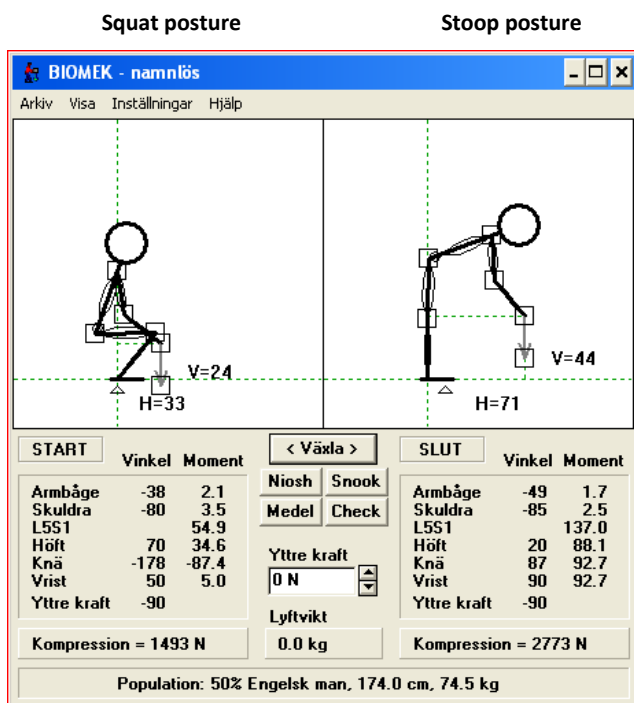 Squat posture Stoop posture
BIOMEK - namnlös
Arkiv Visa Inställningar Hjälp
V=24
H=33
V=44
H=71
START Vinkel Moment
Armbåge -38 2.1
Skuldra -80 3.5
L5S1 54.9
Höft 70 34.6
Knä -178 -87.4
Vrist 50 5.0
Yttre kraft -90
Kompression = 1493 N
< Växla >
Niosh Snook
Medel Check
Yttre kraft
0 N
Lyftvikt
0.0 kg
SLUT Vinkel Moment
Armbåge -49 1.7
Skuldra -85 2.5
L5S1 137.0
Höft 20 88.1
Knä 87 92.7
Vrist 90 92.7
Yttre kraft -90
Kompression = 2773 N
Population: 50% Engelsk man, 174.0 cm, 74.5 kg